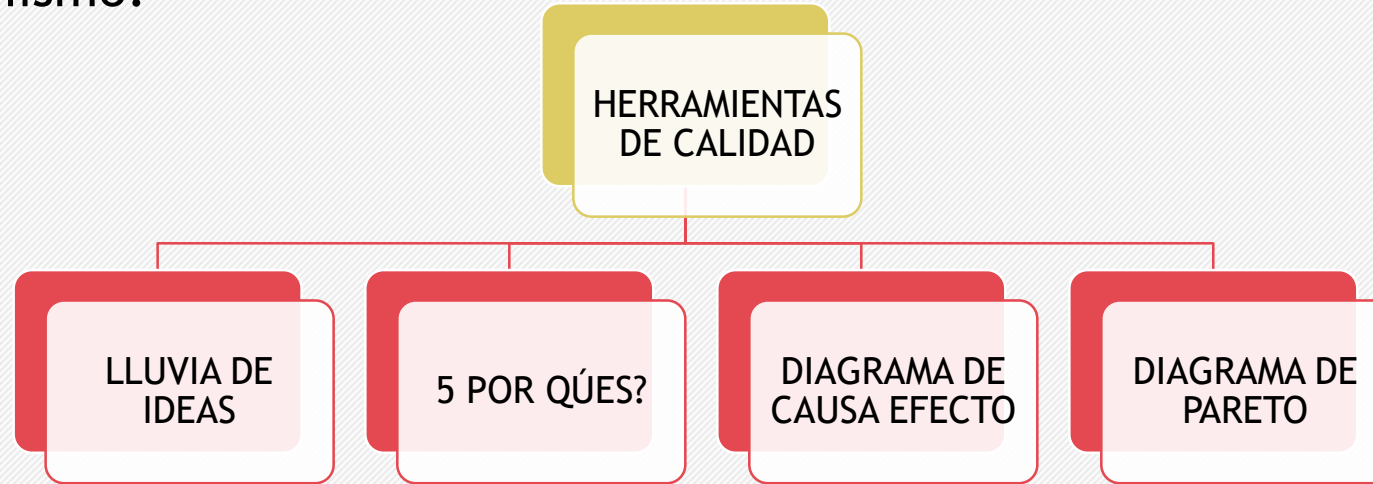 HERRAMIENTAS
DE CALIDAD
LLUVIA DE
IDEAS
5 POR QÚES?
DIAGRAMA DE
CAUSA EFECTO
DIAGRAMA DE
PARETO